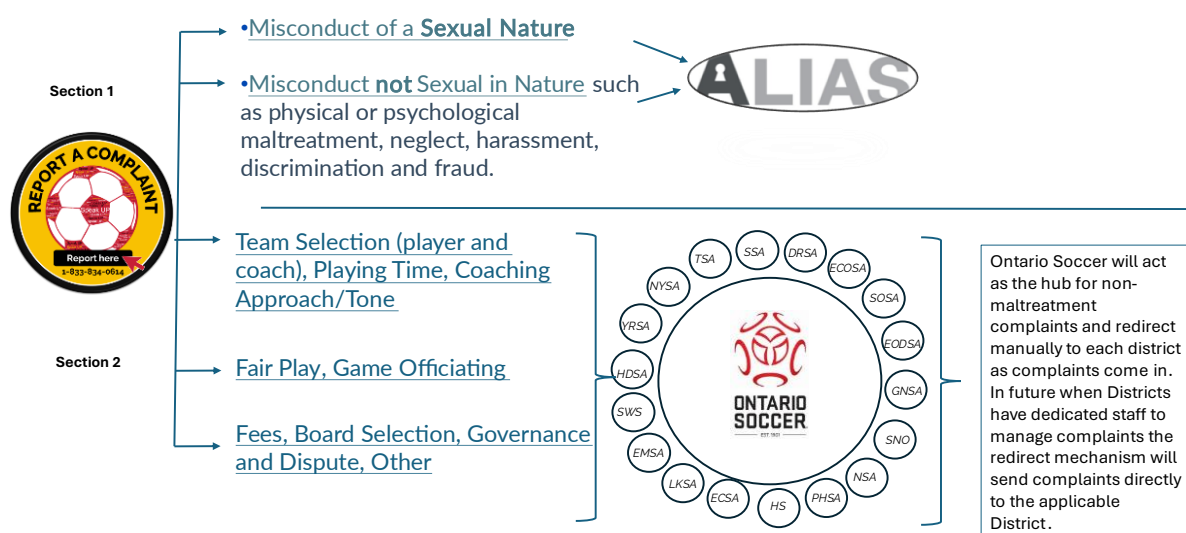 Section 1
REPORT A COMPLAINT
Report here
1-833-834-0614
Section 2
•Misconduct of a Sexual Nature
•Misconduct not Sexual in Nature such
as physical or psychological
maltreatment, neglect, harassment,
discrimination and fraud.
ALIAS
Team Selection (player and
coach), Playing Time, Coaching
Approach/Tone
Fair Play, Game Officiating
Fees, Board Selection, Governance
and Dispute, Other
TSA
SSA
DRSA
ECOSA
SOSA
EODSA
GNSA
SNO
NSA
PHSA
HS
ECSA
LKSA
EMSA
SWS
HDSA
YRSA
NYSA
ONTARIO
SOCCER
EST. 1901
Ontario Soccer will act
as the hub for non-
maltreatment
complaints and redirect
manually to each district
as complaints come in.
In future when Districts
have dedicated staff to
manage complaints the
redirect mechanism will
send complaints directly
to the applicable
District.